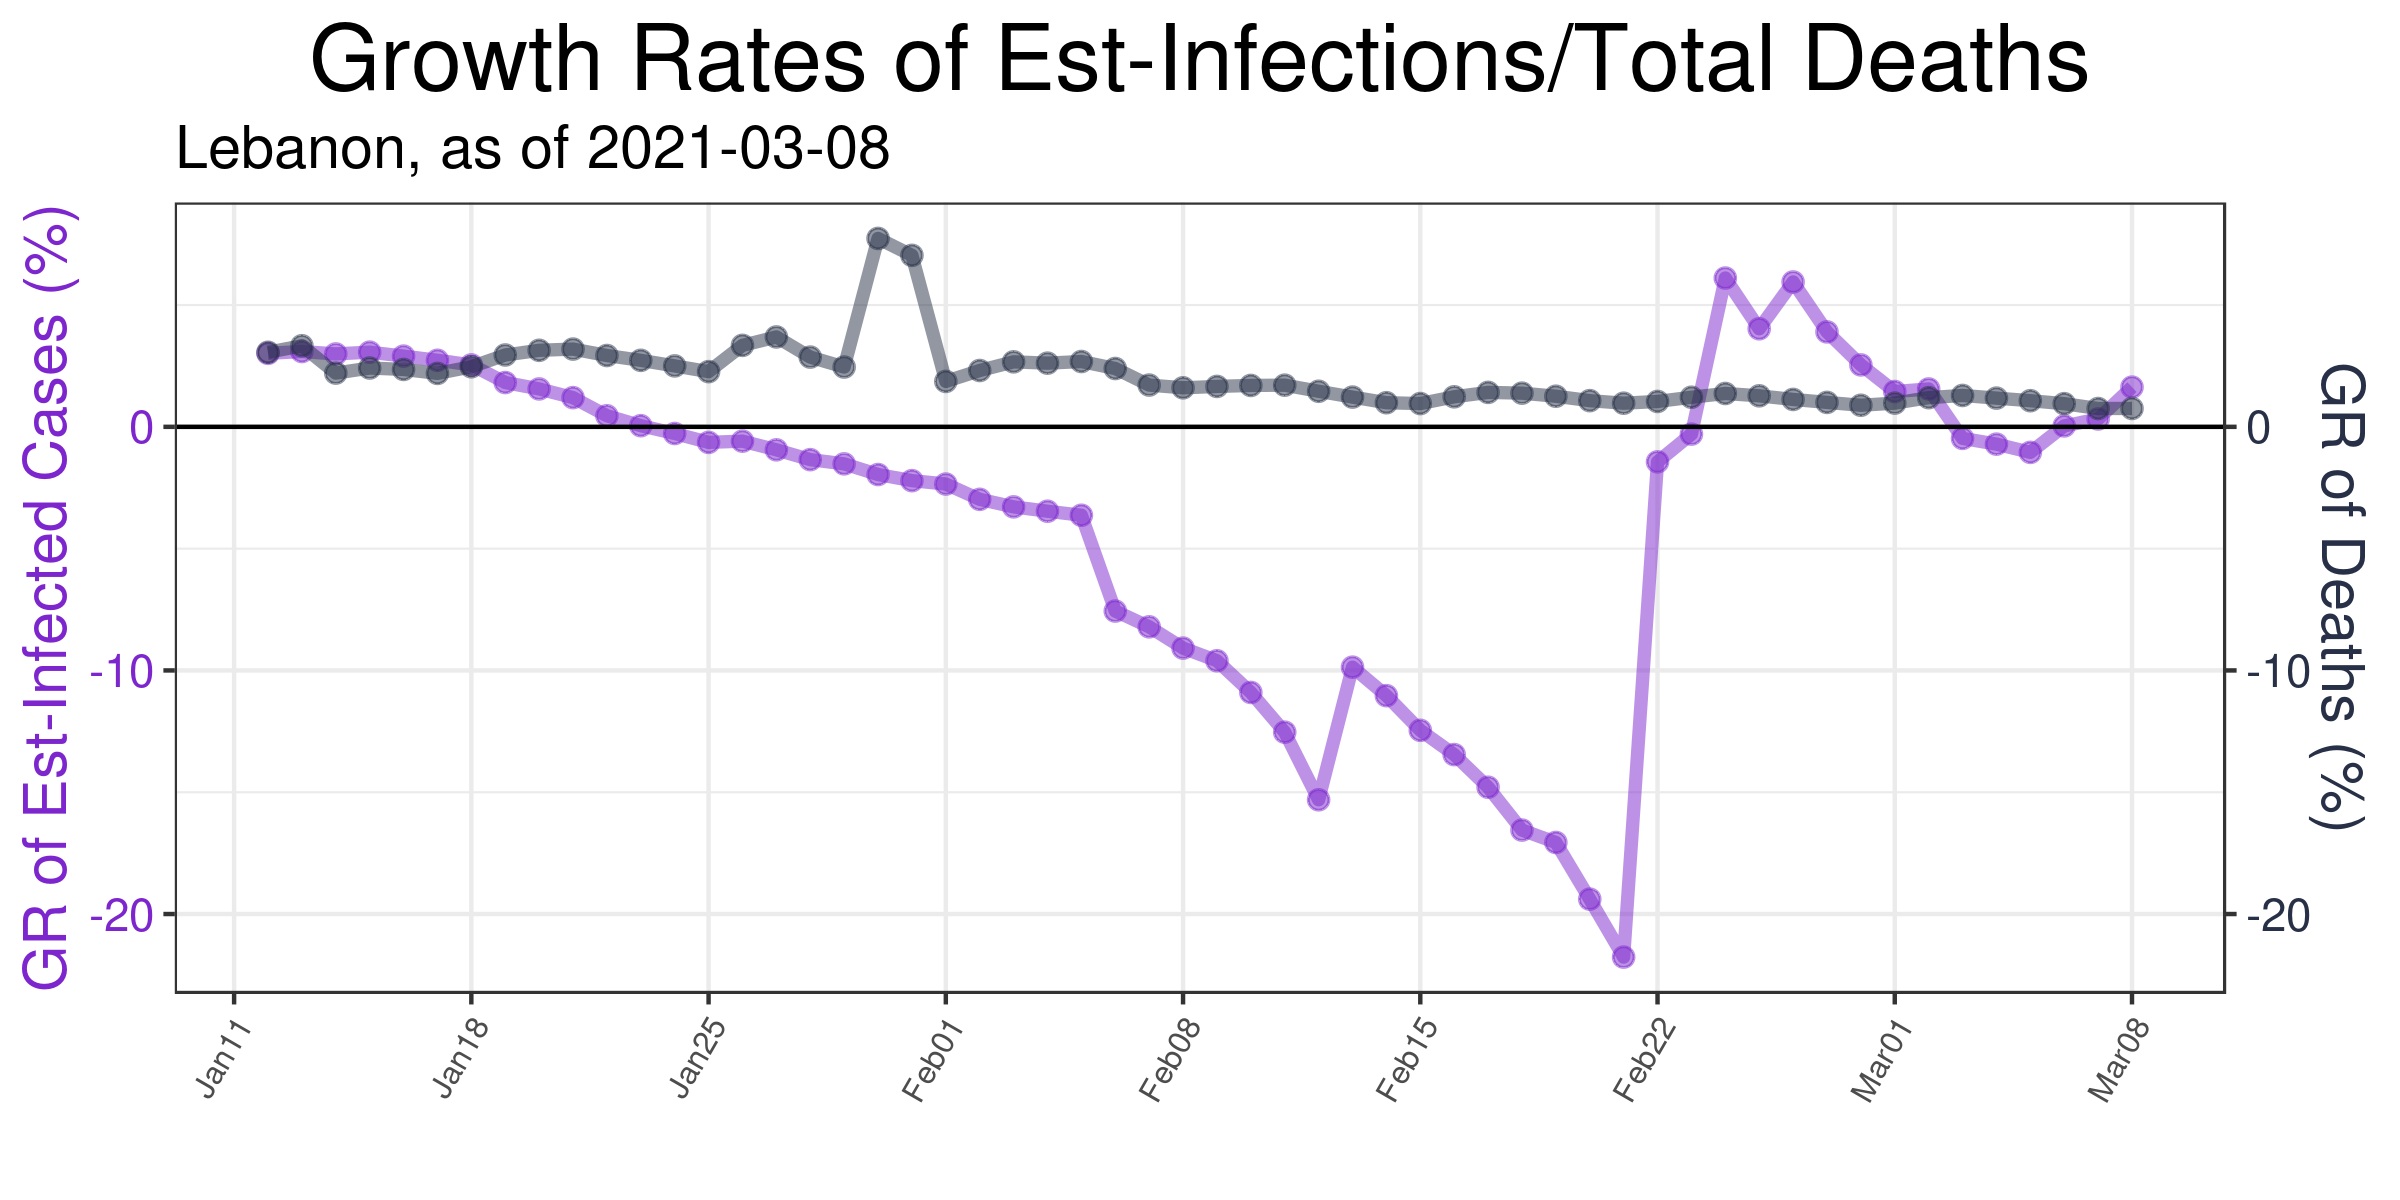 Growth Rates of Est-Infections/Total Deaths
Lebanon, as of 2021-03-08
GR of Est-Infected Cases (%)
0
-10
-20
GR of Deaths (%)
0
-10
-20
Jan11
Jan18
Jan25
Feb01
Feb08
Feb15
Feb22
Mar01
Mar08